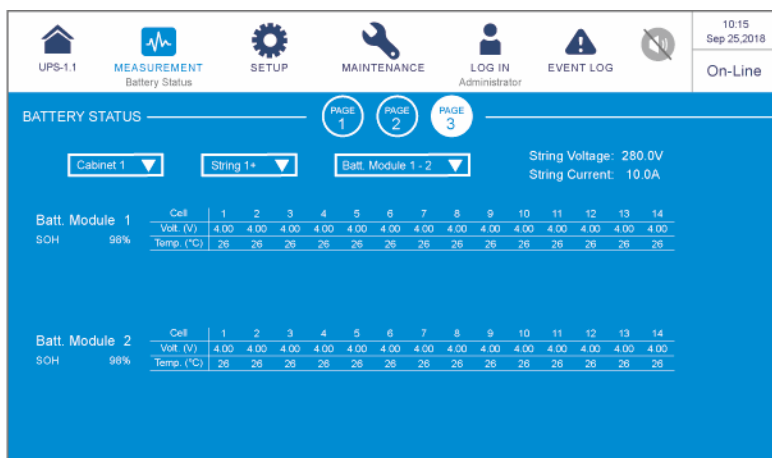 10:15
Sep 25,2018
On-Line
UPS-1.1
MEASUREMENT
Battery Status
SETUP
MAINTENANCE
LOG IN
Administrator
EVENT LOG
BATTERY STATUS
PAGE 1
PAGE 2
PAGE 3
Cabinet 1
String 1+
Batt. Module 1 - 2
String Voltage: 280.0V
String Current: 10.0A
Batt. Module 1
SOH 98%
Cell 1 2 3 4 5 6 7 8 9 10 11 12 13 14
Volt. (V) 4.00 4.00 4.00 4.00 4.00 4.00 4.00 4.00 4.00 4.00 4.00 4.00 4.00 4.00
Temp. (°C) 26 26 26 26 26 26 26 26 26 26 26 26 26 26
Batt. Module 2
SOH 98%
Cell 1 2 3 4 5 6 7 8 9 10 11 12 13 14
Volt. (V) 4.00 4.00 4.00 4.00 4.00 4.00 4.00 4.00 4.00 4.00 4.00 4.00 4.00 4.00
Temp. (°C) 26 26 26 26 26 26 26 26 26 26 26 26 26 26